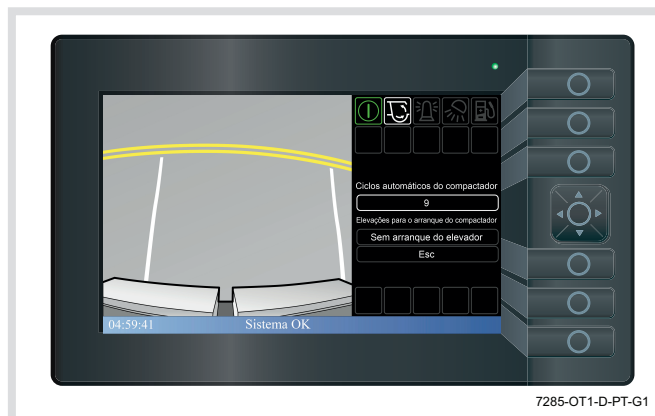 Ciclos automáticos do compactador
9
Elevações para o arranque do compactador
Sem arranque do elevador
Esc
04:59:41 Sistema OK
7285-OT1-D-PT-G1